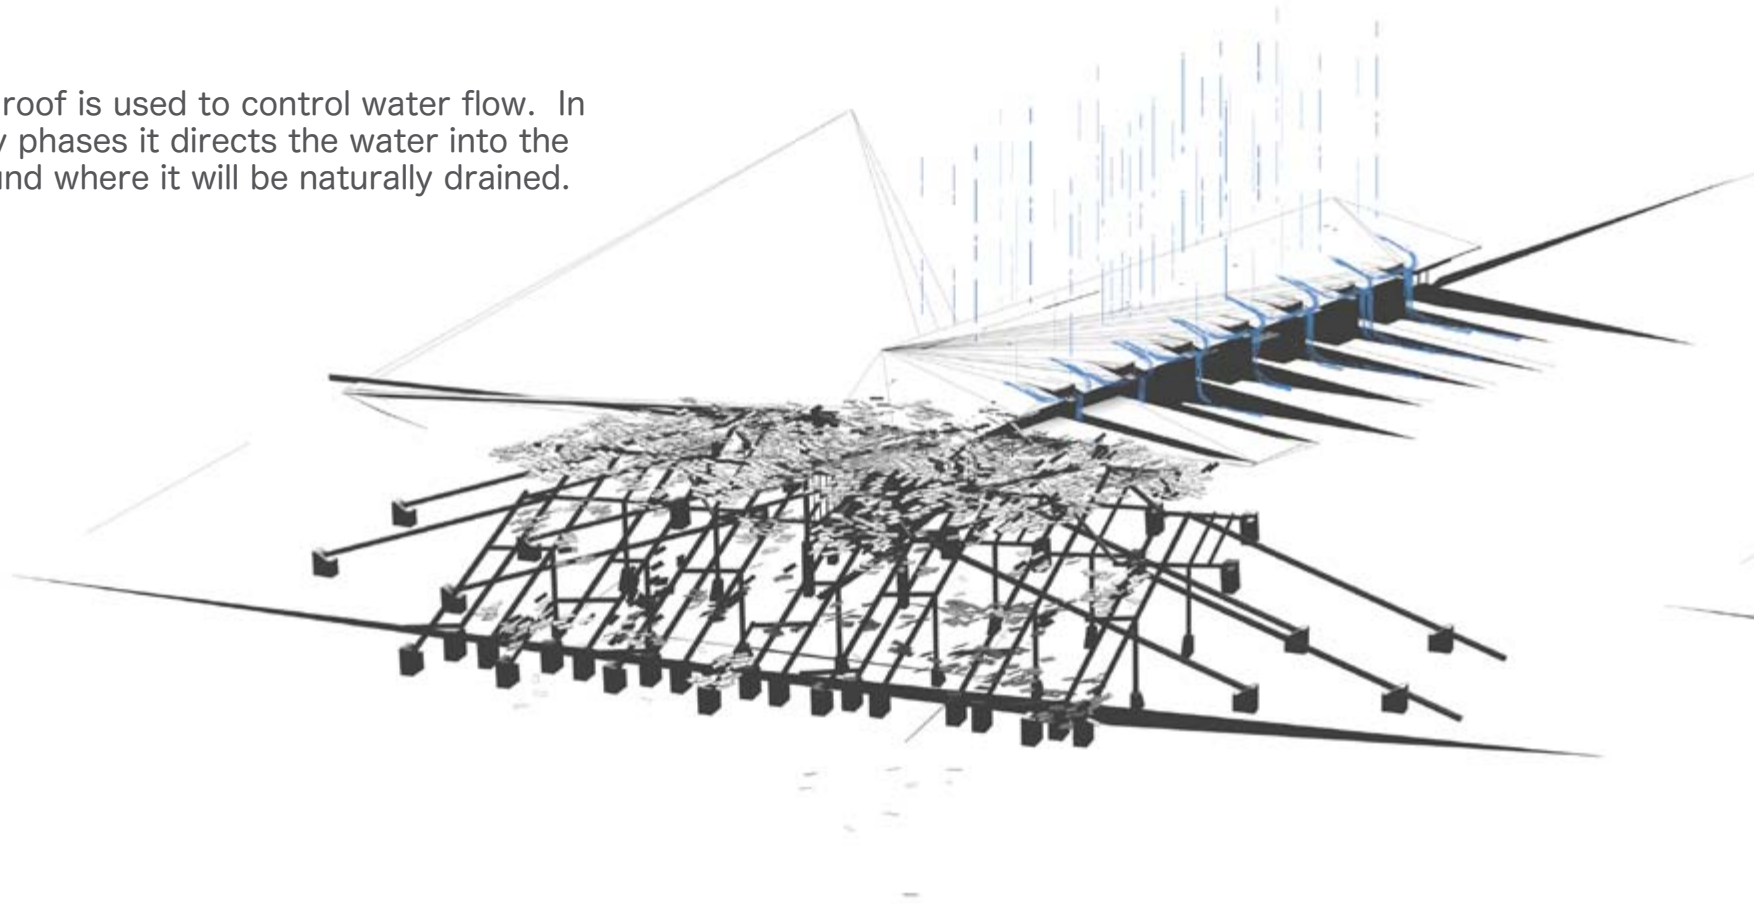 roof is used to control water flow.  In
phases it directs the water into the
where it will be naturally drained.